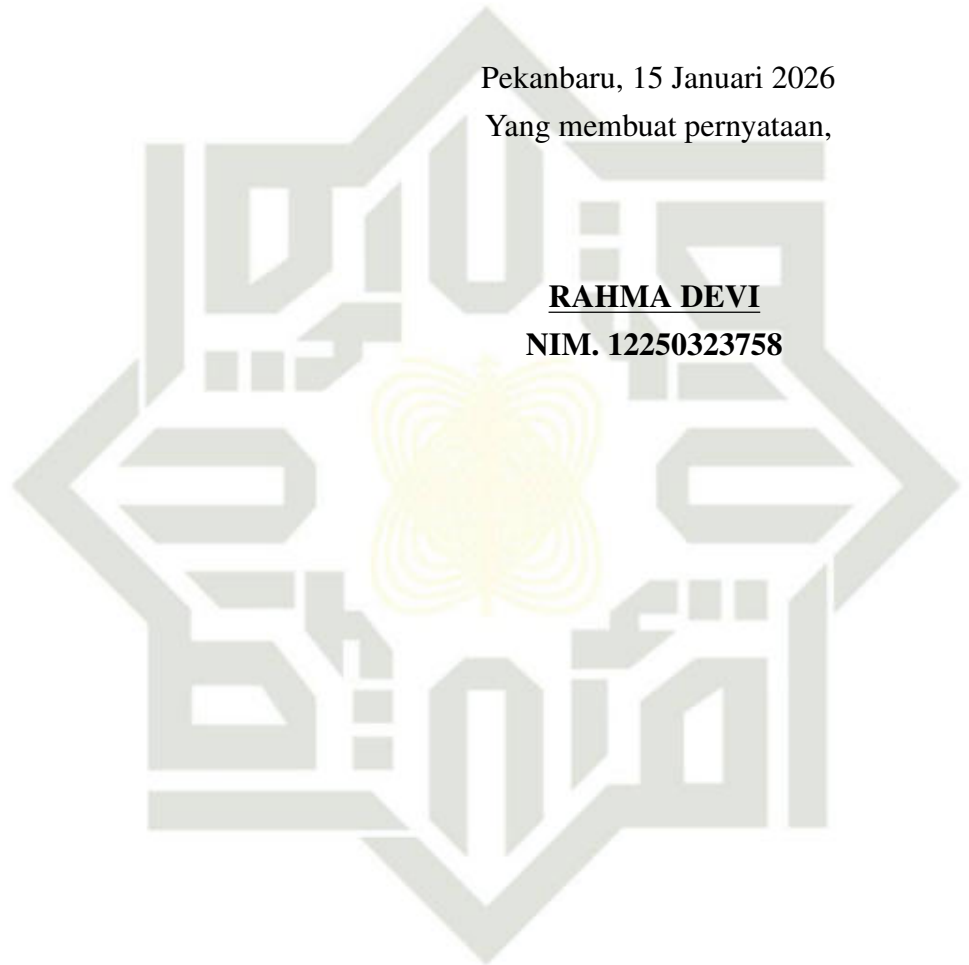 Pekanbaru, 15 Januari 2026
Yang membuat pernyataan,
RAHMA DEVI
NIM. 12250323758